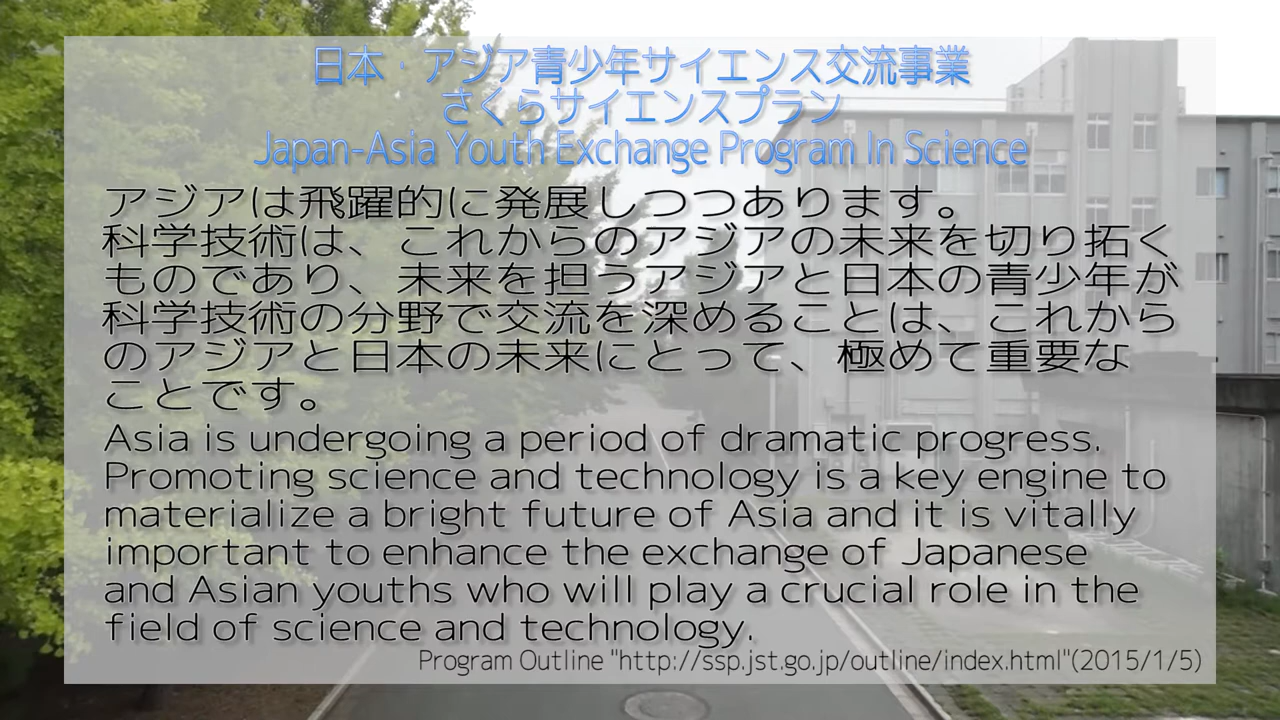 日本・アジア青少年サイエンス交流事業
さくらサイエンスプラン
Japan-Asia Youth Exchange Program In Science
アジアは飛躍的に発展しつつあります。
科学技術は、これからのアジアの未来を切り拓く
ものであり、未来を担うアジアと日本の青少年が
科学技術の分野で交流を深めることは、これから
のアジアと日本の未来にとって、極めて重要な
ことです。
Asia is undergoing a period of dramatic progress.
Promoting science and technology is a key engine to
materialize a bright future of Asia and it is vitally
important to enhance the exchange of Japanese
and Asian youths who will play a crucial role in the
field of science and technology.
Program Outline "http://ssp.jst.go.jp/outline/index.html"(2015/1/5)